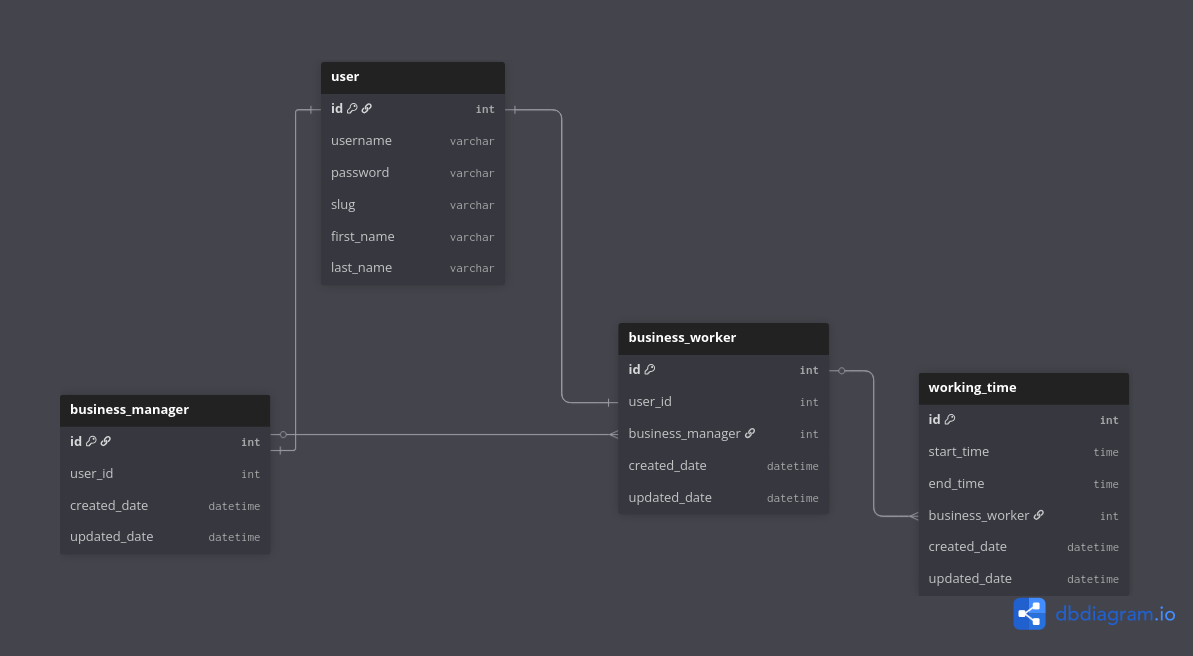 user
id int
username varchar
password varchar
slug varchar
first_name varchar
last_name varchar
business_worker
id int
user_id int
business_manager int
created_date datetime
updated_date datetime
business_manager
id int
user_id int
created_date datetime
updated_date datetime
working_time
id int
start_time time
end_time time
business_worker int
created_date datetime
updated_date datetime
dbdiagram.io